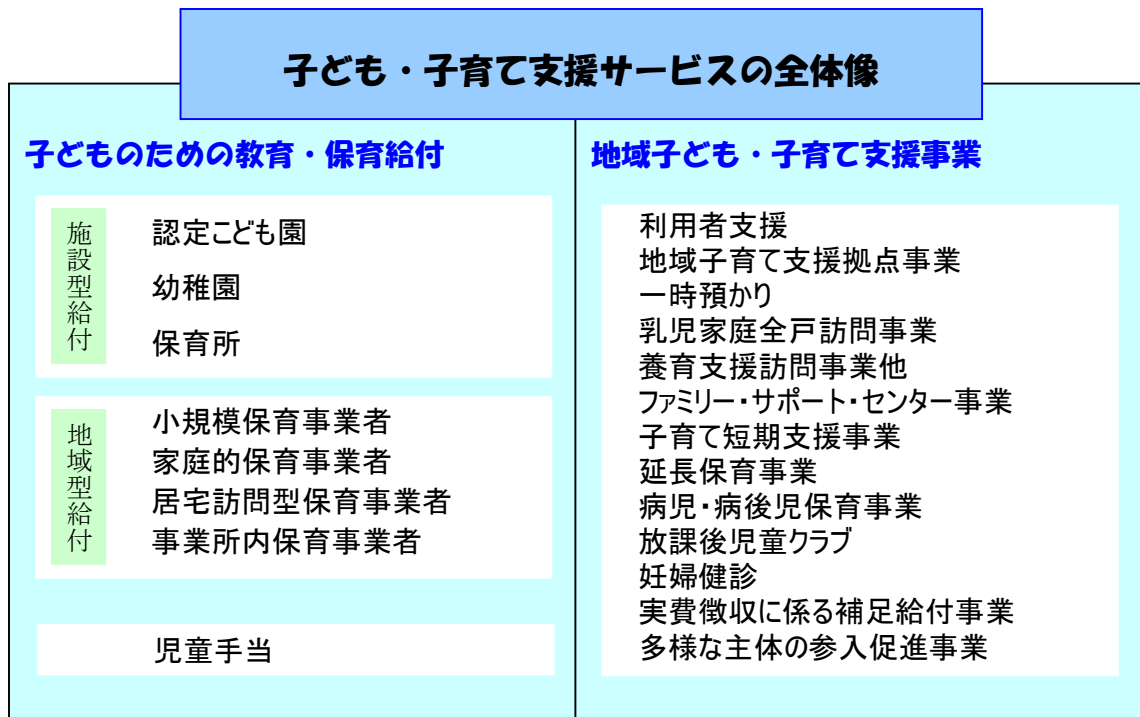 子ども・子育て支援サービスの全体像
子どものための教育・保育給付
施設型給付
認定こども園
幼稚園
保育所
地域型給付
小規模保育事業者
家庭的保育事業者
居宅訪問型保育事業者
事業所内保育事業者
児童手当
地域子ども・子育て支援事業
利用者支援
地域子育て支援拠点事業
一時預かり
乳児家庭全戸訪問事業
養育支援訪問事業他
ファミリー・サポート・センター事業
子育て短期支援事業
延長保育事業
病児・病後児保育事業
放課後児童クラブ
妊婦健診
実費徴収に係る補足給付事業
多様な主体の参入促進事業